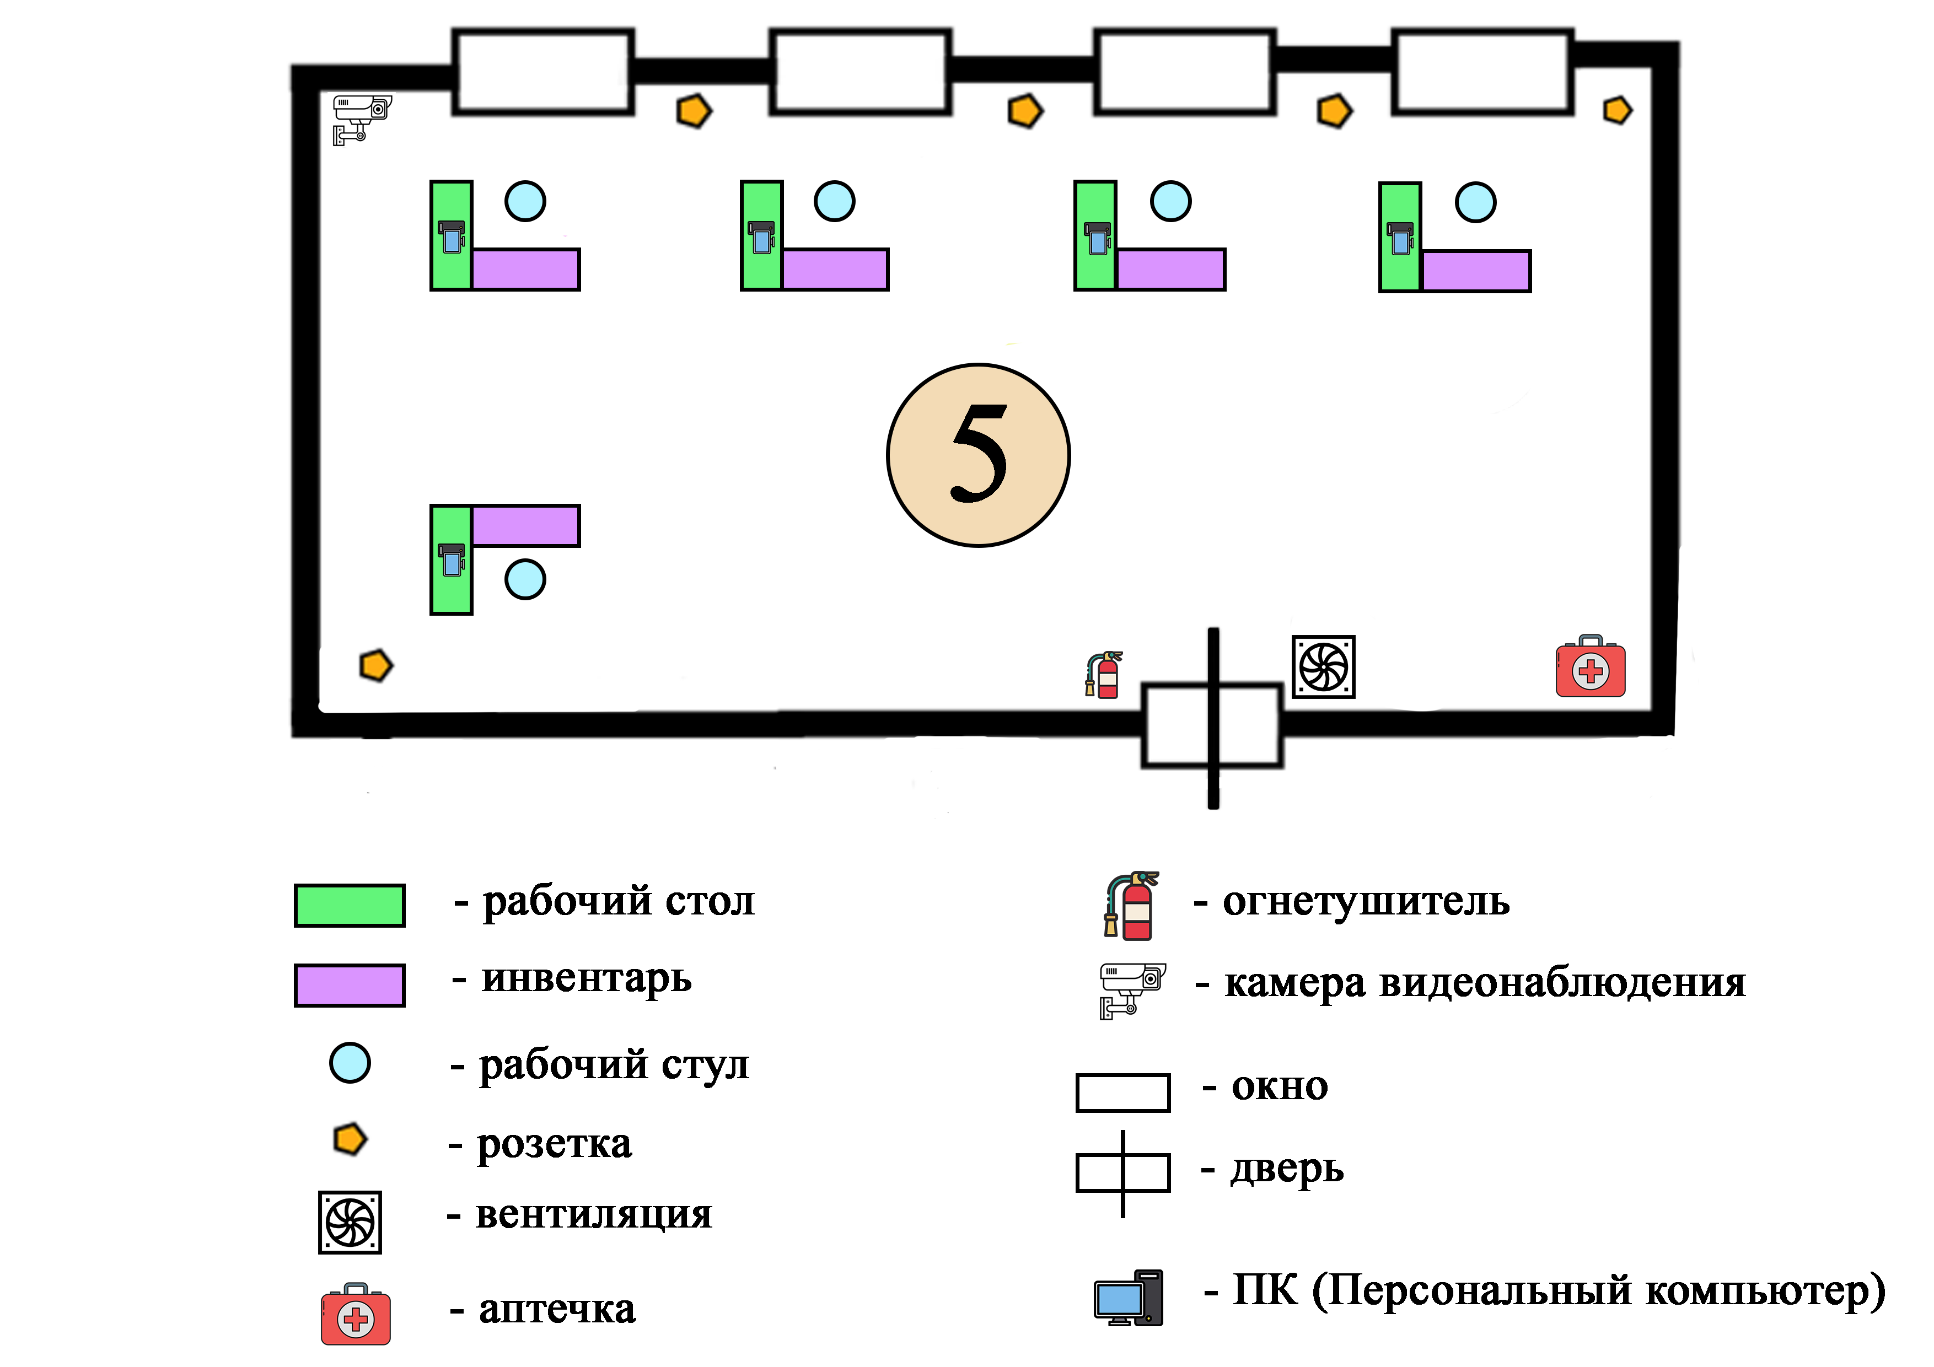 5
- рабочий стол
- инвентарь
- рабочий стул
- розетка
- вентиляция
- аптечка
- огнетушитель
- камера видеонаблюдения
- окно
- дверь
- ПК (Персональный компьютер)